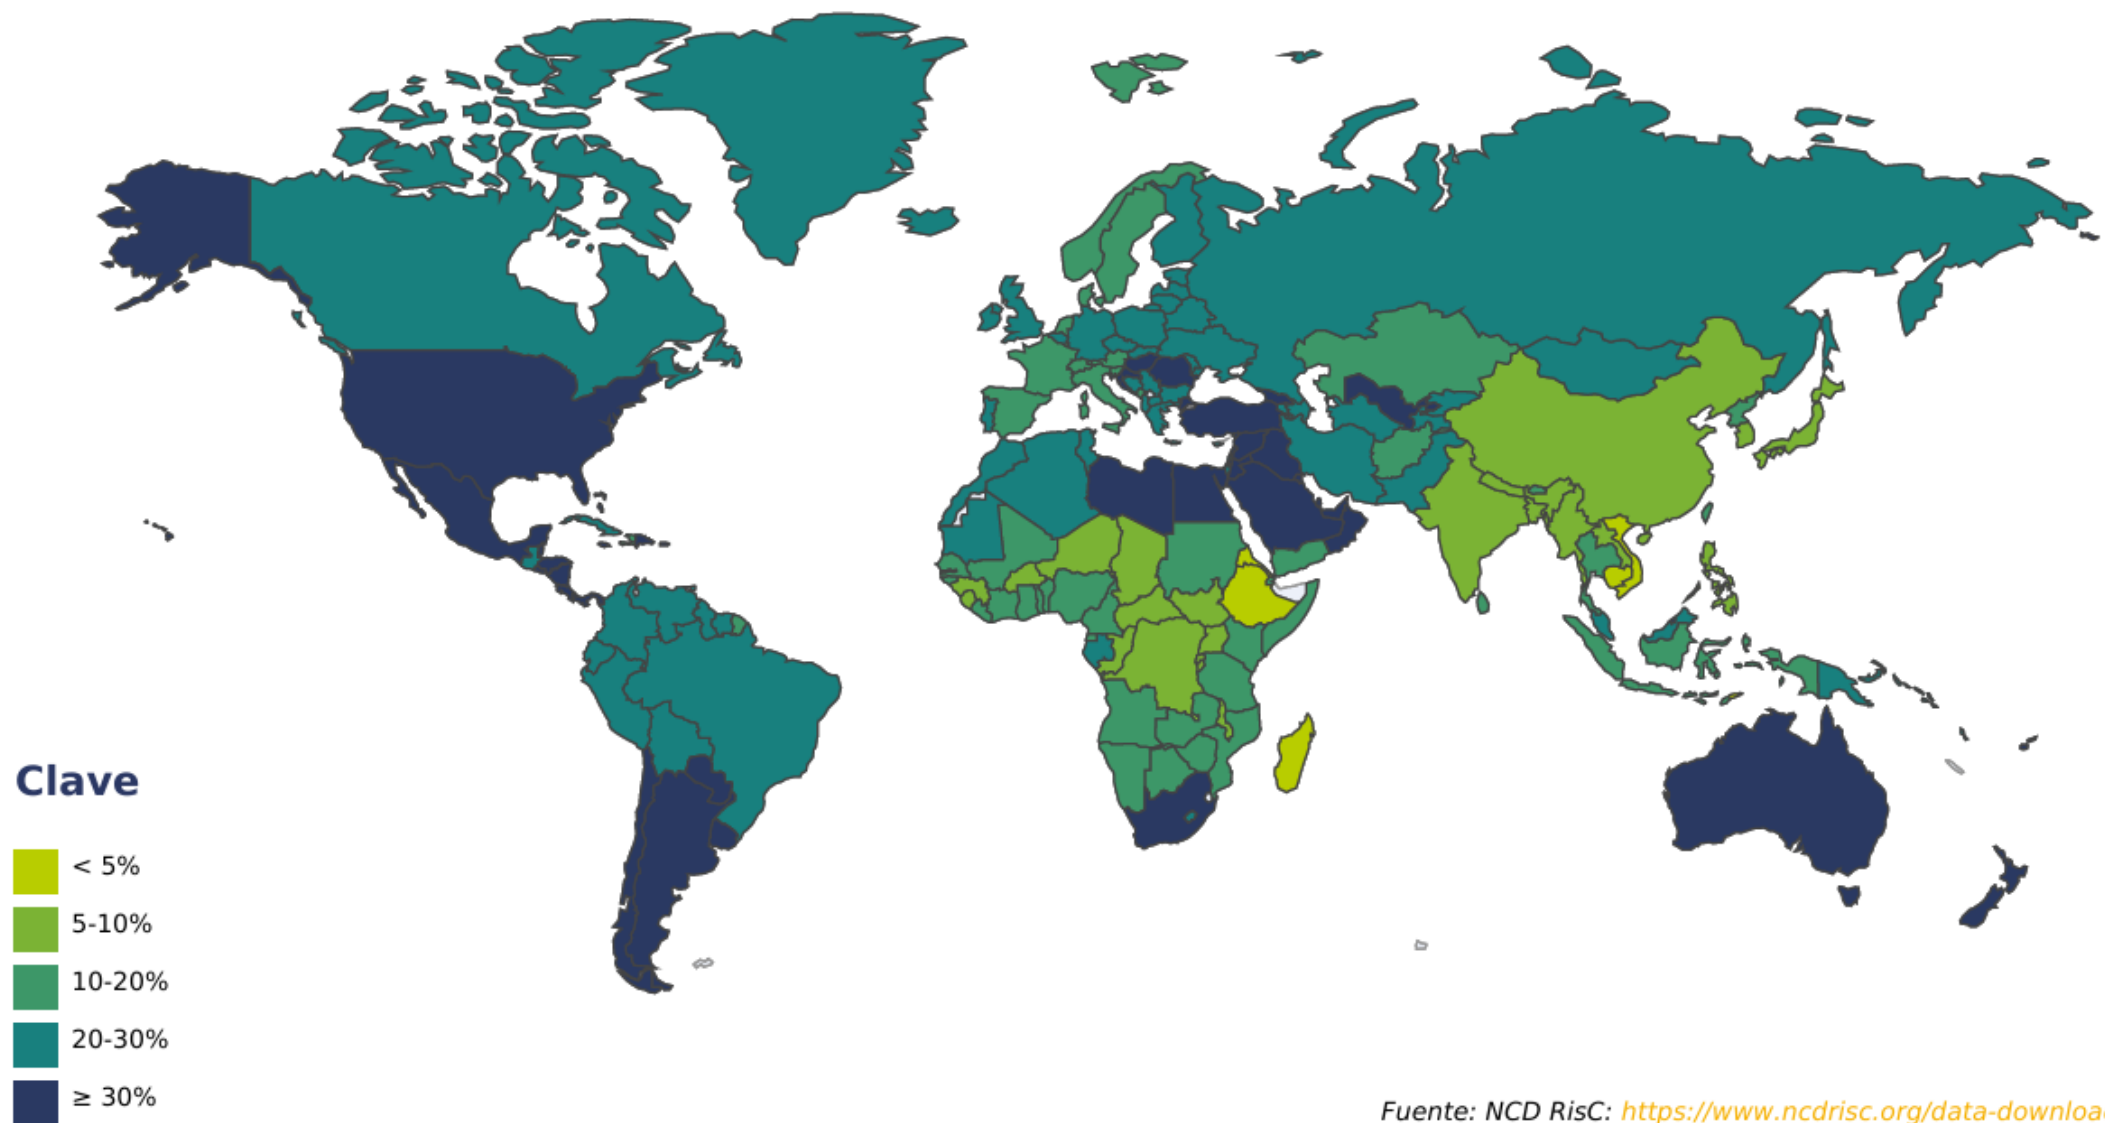 Clave
< 5%
5-10%
10-20%
20-30%
≥ 30%
Fuente: NCD RisC: https://www.ncdrisc.org/data-downloa